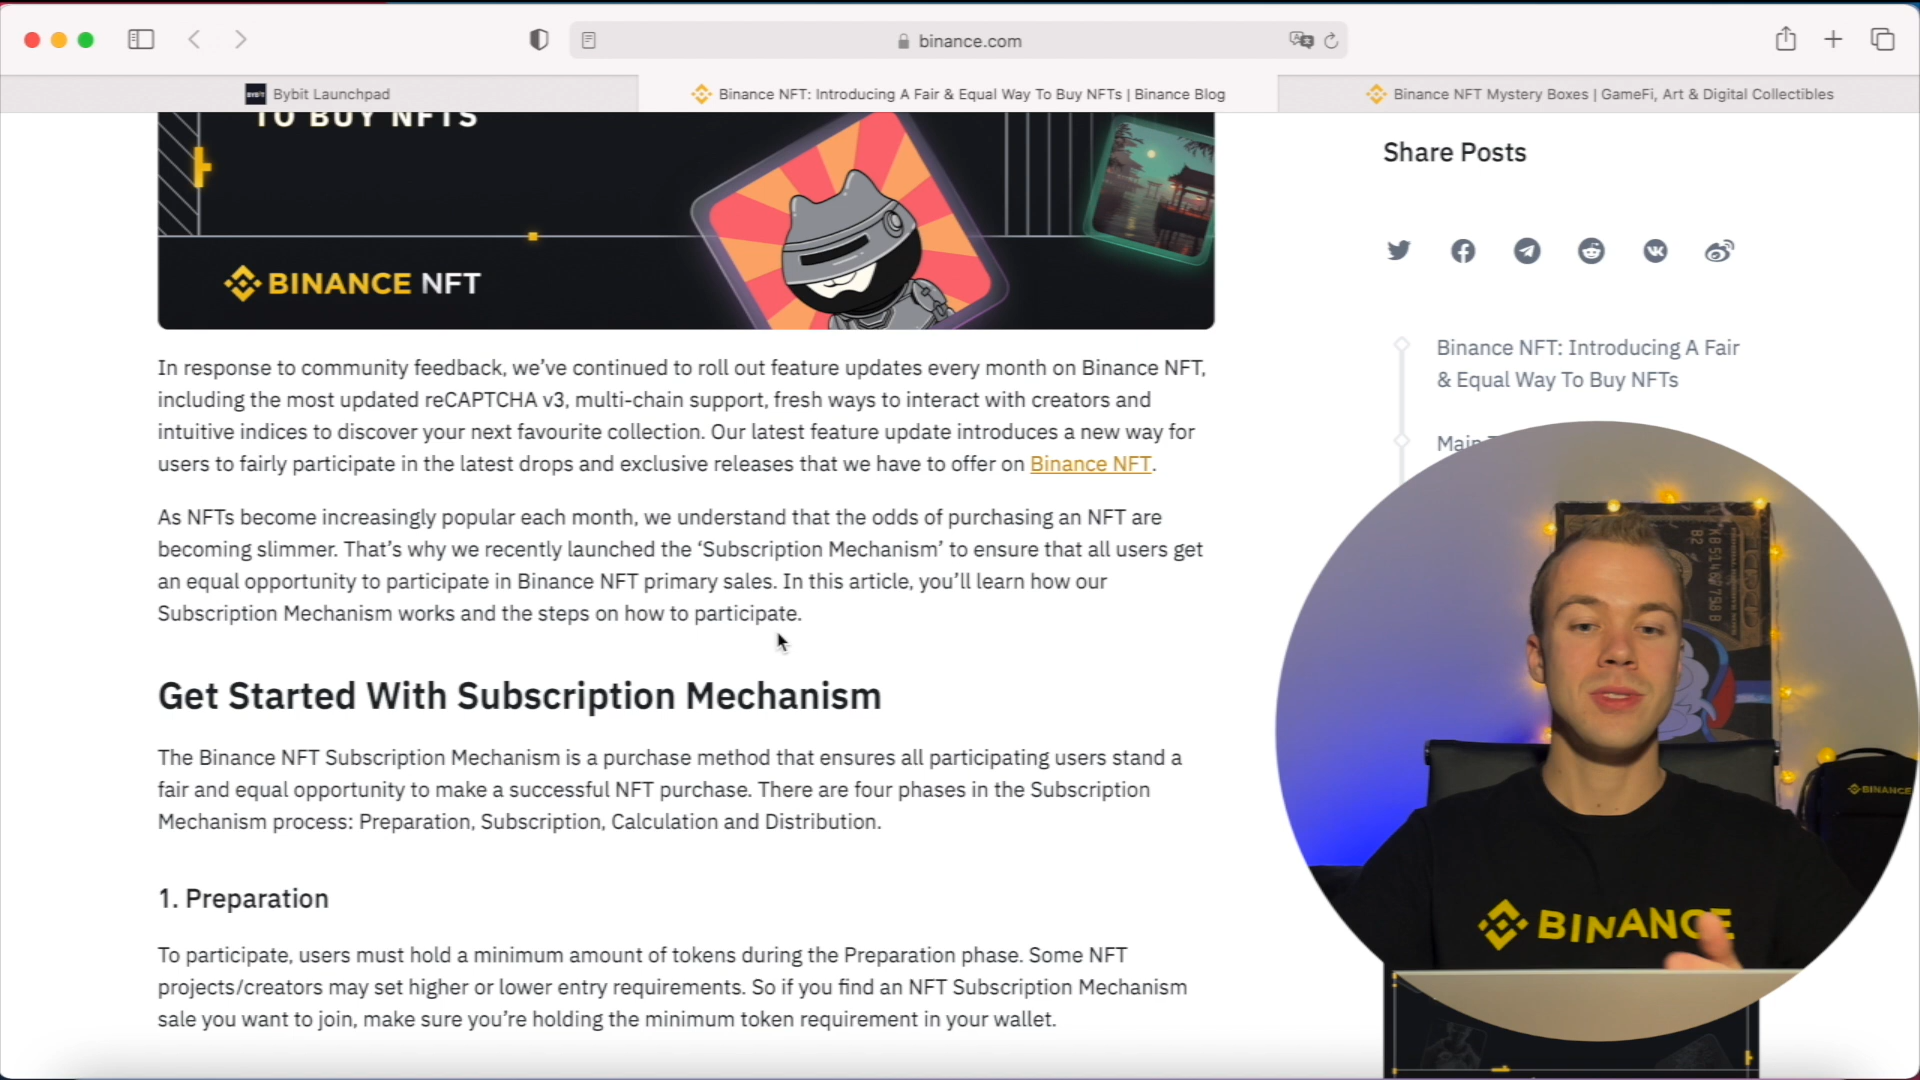 binance.com
BYBIT
Bybit Launchpad
Binance NFT: Introducing A Fair & Equal Way To Buy NFTs | Binance Blog
Binance NFT Mystery Boxes | GameFi, Art & Digital Collectibles
TO BUY NFTS
BINANCE NFT
In response to community feedback, we’ve continued to roll out feature updates every month on Binance NFT,
including the most updated reCAPTCHA v3, multi-chain support, fresh ways to interact with creators and
intuitive indices to discover your next favourite collection. Our latest feature update introduces a new way for
users to fairly participate in the latest drops and exclusive releases that we have to offer on Binance NFT.
As NFTs become increasingly popular each month, we understand that the odds of purchasing an NFT are
becoming slimmer. That’s why we recently launched the ‘Subscription Mechanism’ to ensure that all users get
an equal opportunity to participate in Binance NFT primary sales. In this article, you’ll learn how our
Subscription Mechanism works and the steps on how to participate.
Get Started With Subscription Mechanism
The Binance NFT Subscription Mechanism is a purchase method that ensures all participating users stand a
fair and equal opportunity to make a successful NFT purchase. There are four phases in the Subscription
Mechanism process: Preparation, Subscription, Calculation and Distribution.
1. Preparation
To participate, users must hold a minimum amount of tokens during the Preparation phase. Some NFT
projects/creators may set higher or lower entry requirements. So if you find an NFT Subscription Mechanism
sale you want to join, make sure you’re holding the minimum token requirement in your wallet.
Share Posts
Binance NFT: Introducing A Fair
& Equal Way To Buy NFTs
Main
BINANCE
BINANCE